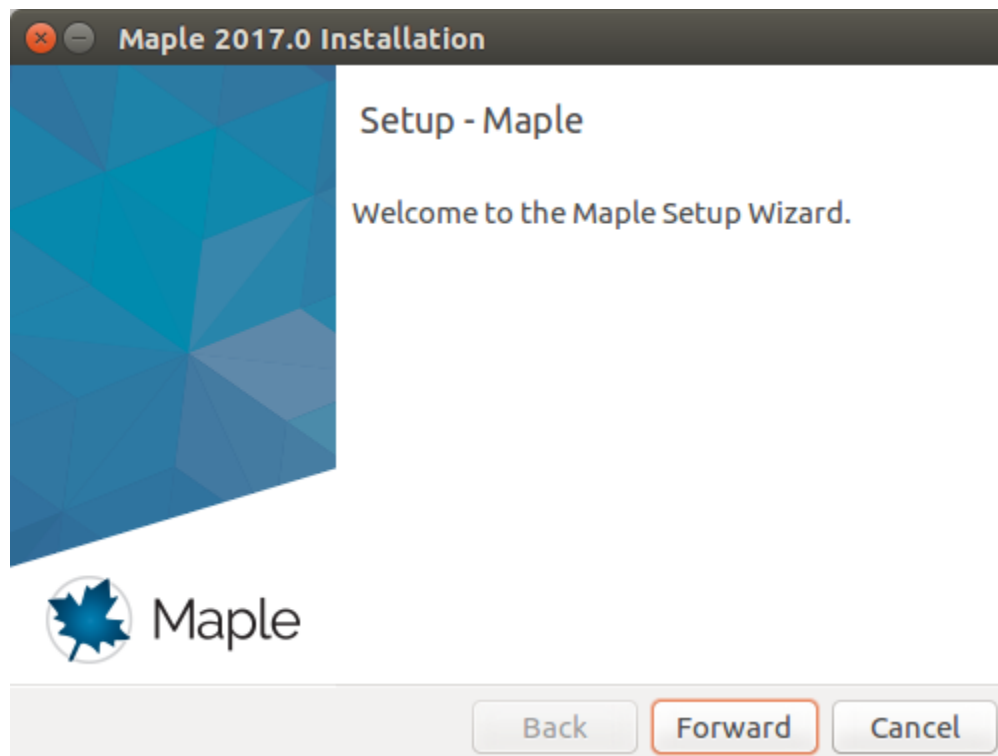 Maple 2017.0 Installation
Setup - Maple
Welcome to the Maple Setup Wizard.
Maple
Back Forward Cancel